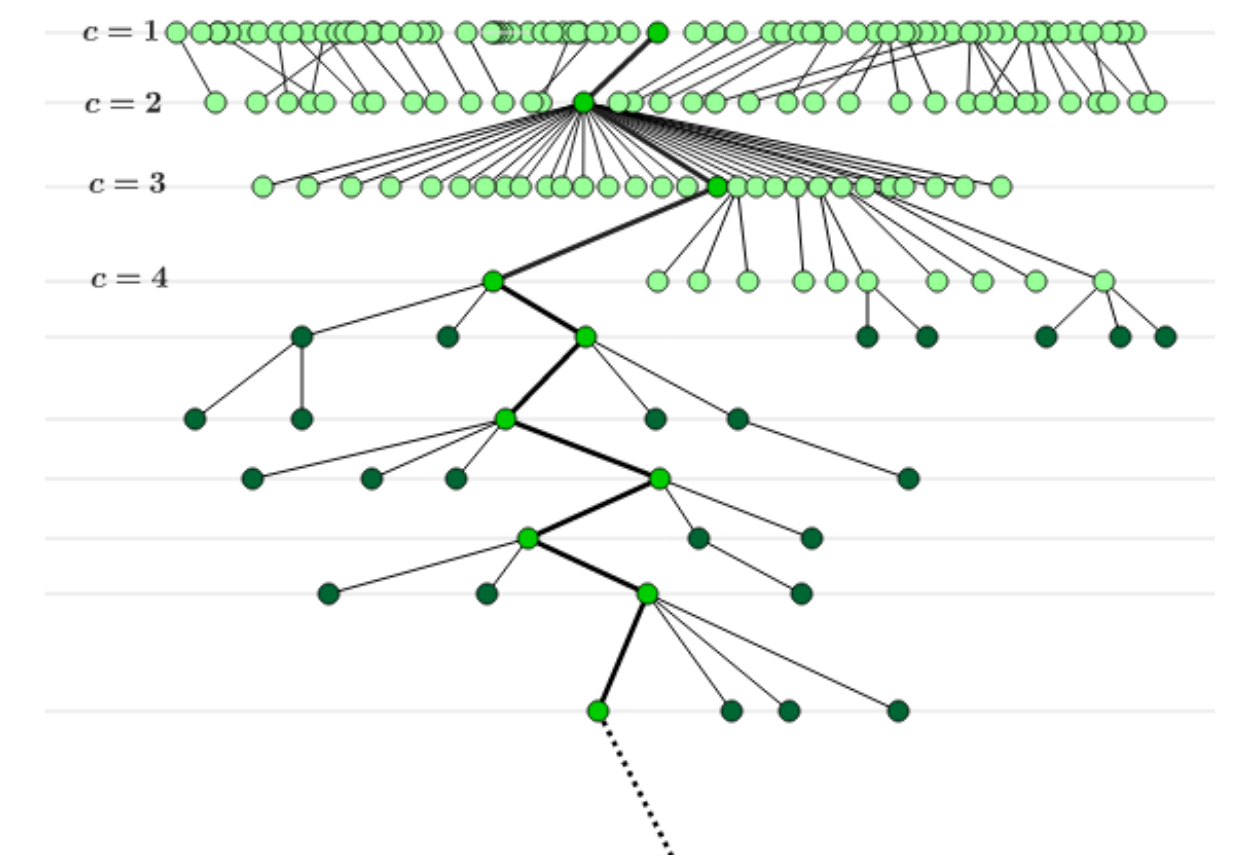 c = 1
c = 2
c = 3
c = 4